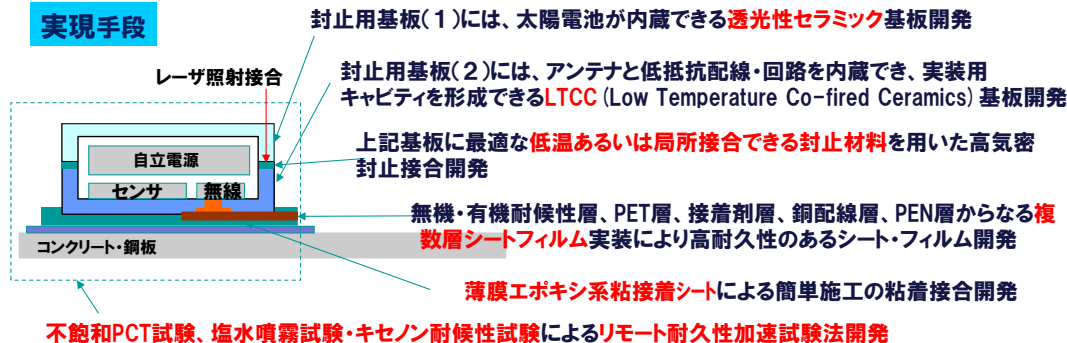 実現手段
封止用基板(1)には、太陽電池が内蔵できる透光性セラミック基板開発
レーザ照射接合
封止用基板(2)には、アンテナと低抵抗配線・回路を内蔵でき、実装用
キャビティを形成できるLTCC (Low Temperature Co-fired Ceramics) 基板開発
上記基板に最適な低温あるいは局所接合できる封止材料を用いた高気密
封止接合開発
自立電源
センサ
無線
無機・有機耐候性層、PET層、接着剤層、銅配線層、PEN層からなる複
数層シートフィルム実装により高耐久性のあるシート・フィルム開発
コンクリート・鋼板
薄膜エポキシ系粘接着シートによる簡単施工の粘着接合開発
不飽和PCT試験、塩水噴霧試験・キセノン耐候性試験によるリモート耐久性加速試験法開発